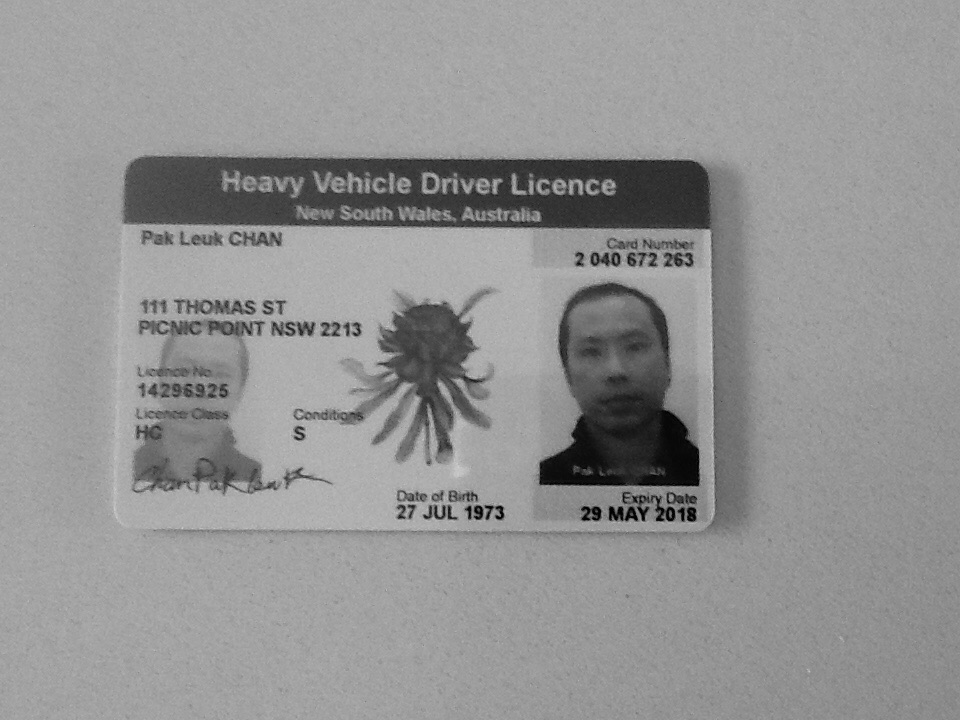 Heavy Vehicle Driver Licence
New South Wales, Australia
Pak Leuk CHAN
Card Number
2 040 672 263
111 THOMAS ST
PICNIC POINT NSW 2213
Licence No.
14296925
Licence Class
HC
Conditions
S
Chan Pak Leuk
Pak Leuk CHAN
Date of Birth
27 JUL 1973
Expiry Date
29 MAY 2018